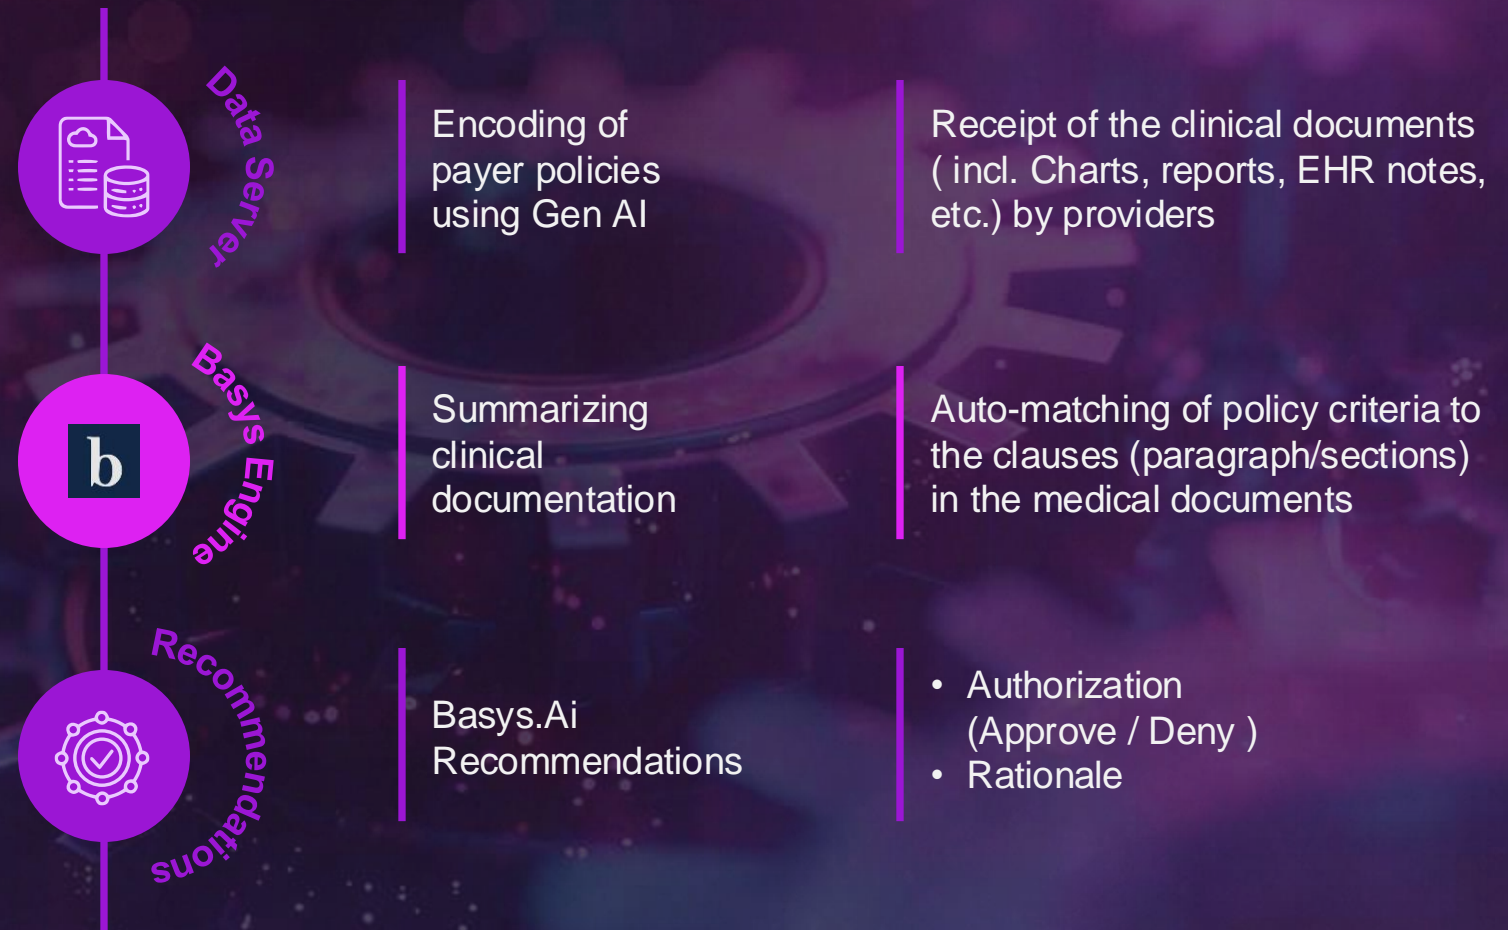 Data Server
Encoding of
payer policies
using Gen AI
Receipt of the clinical documents
( incl. Charts, reports, EHR notes,
etc.) by providers
Basys Engine
b
Summarizing
clinical
documentation
Auto-matching of policy criteria to
the clauses (paragraph/sections)
in the medical documents
Recommendations
Basys.Ai
Recommendations
• Authorization
(Approve / Deny )
• Rationale